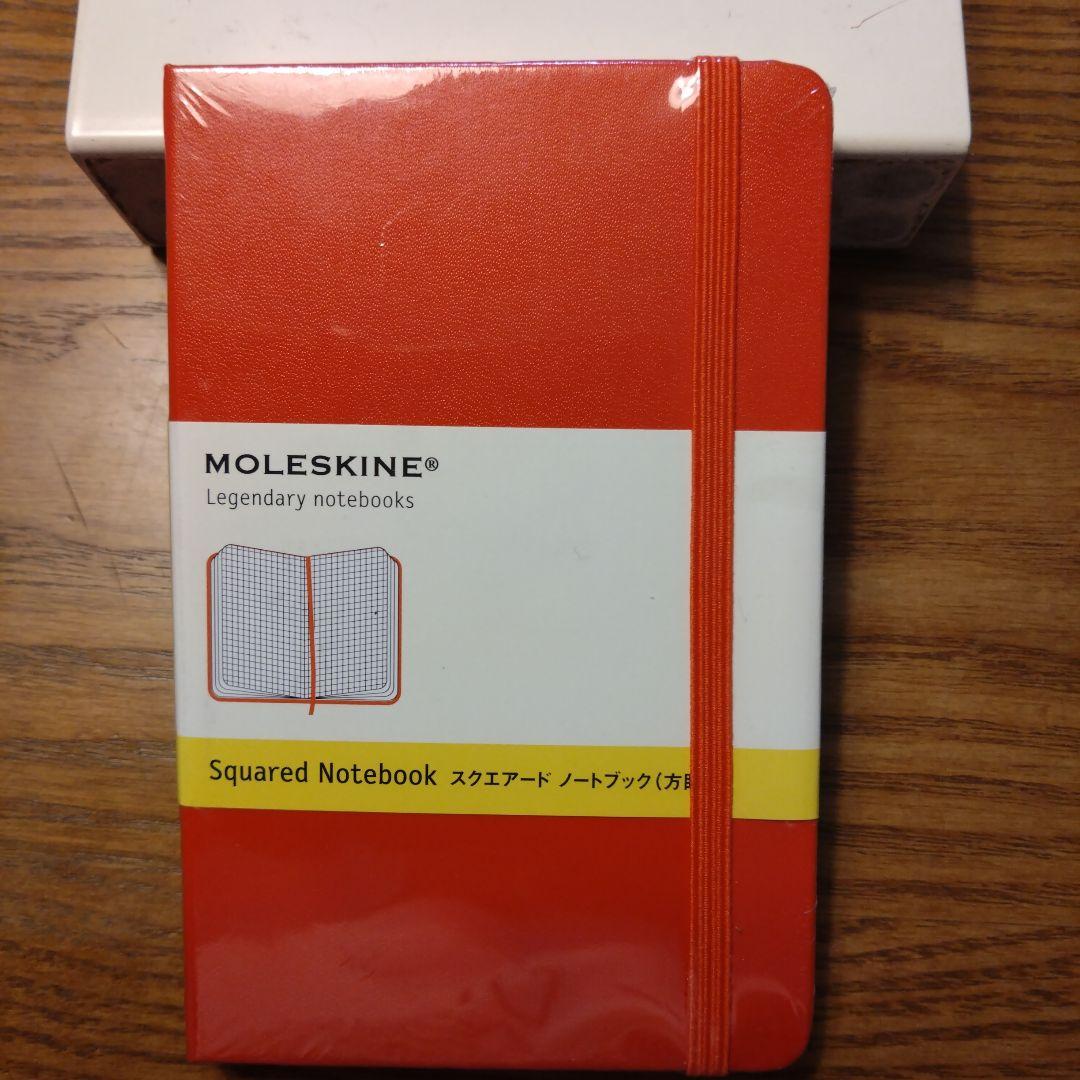 MOLESKINE®
Legendary notebooks
Squared Notebook スクエアード ノートブック(方